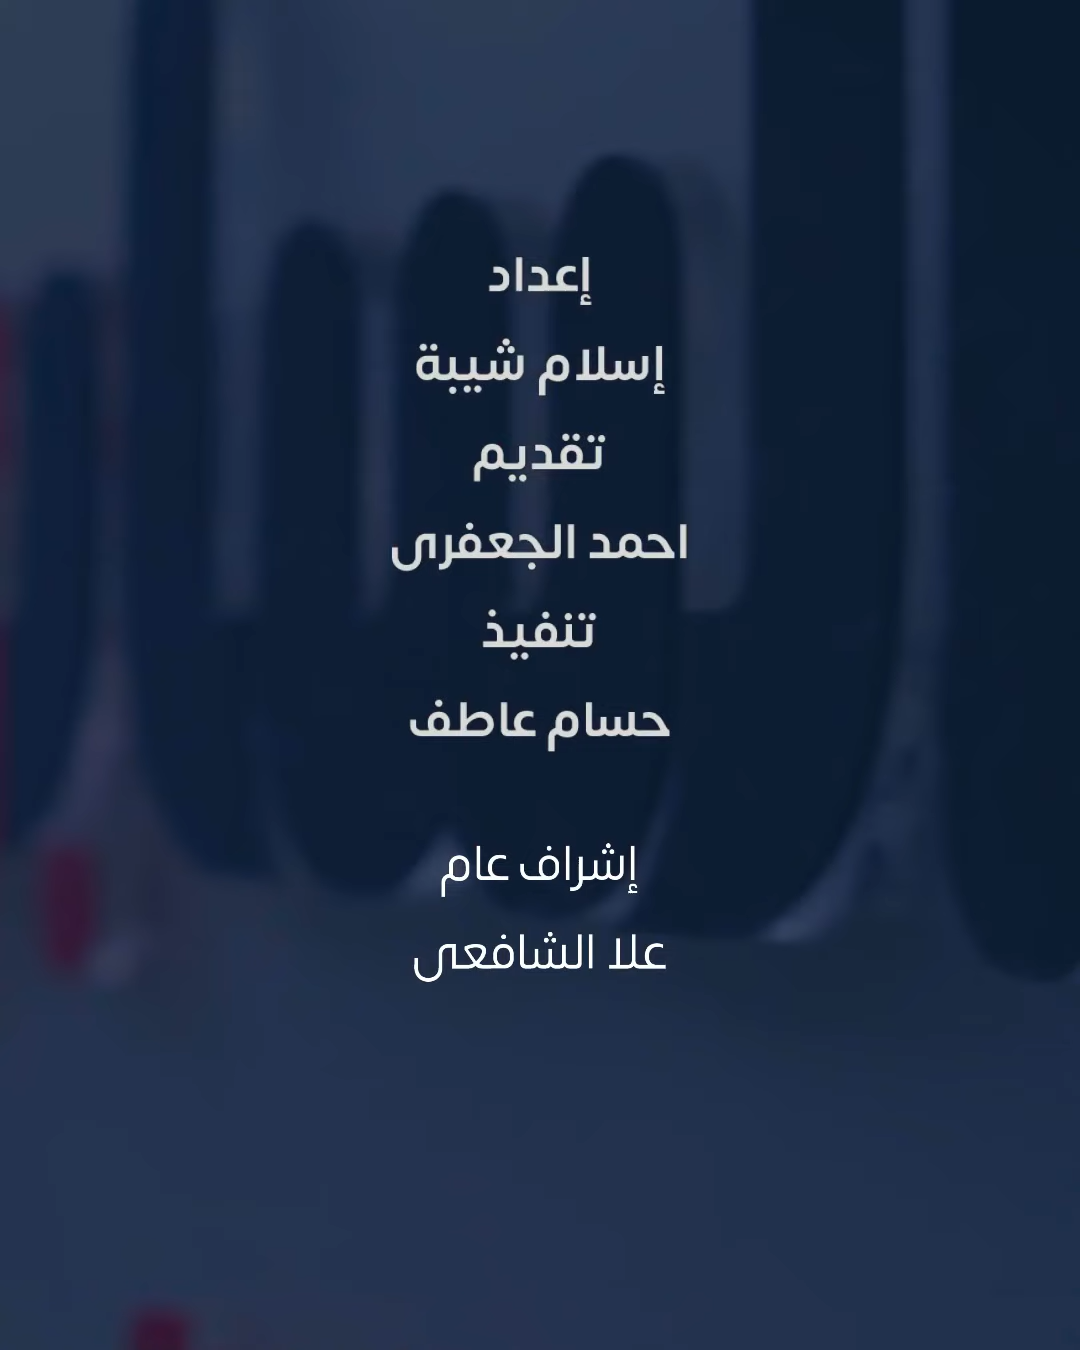 إعداد
إسلام شيبة
تقديم
احمد الجعفرى
تنفيذ
حسام عاطف
إشراف عام
علا الشافعى